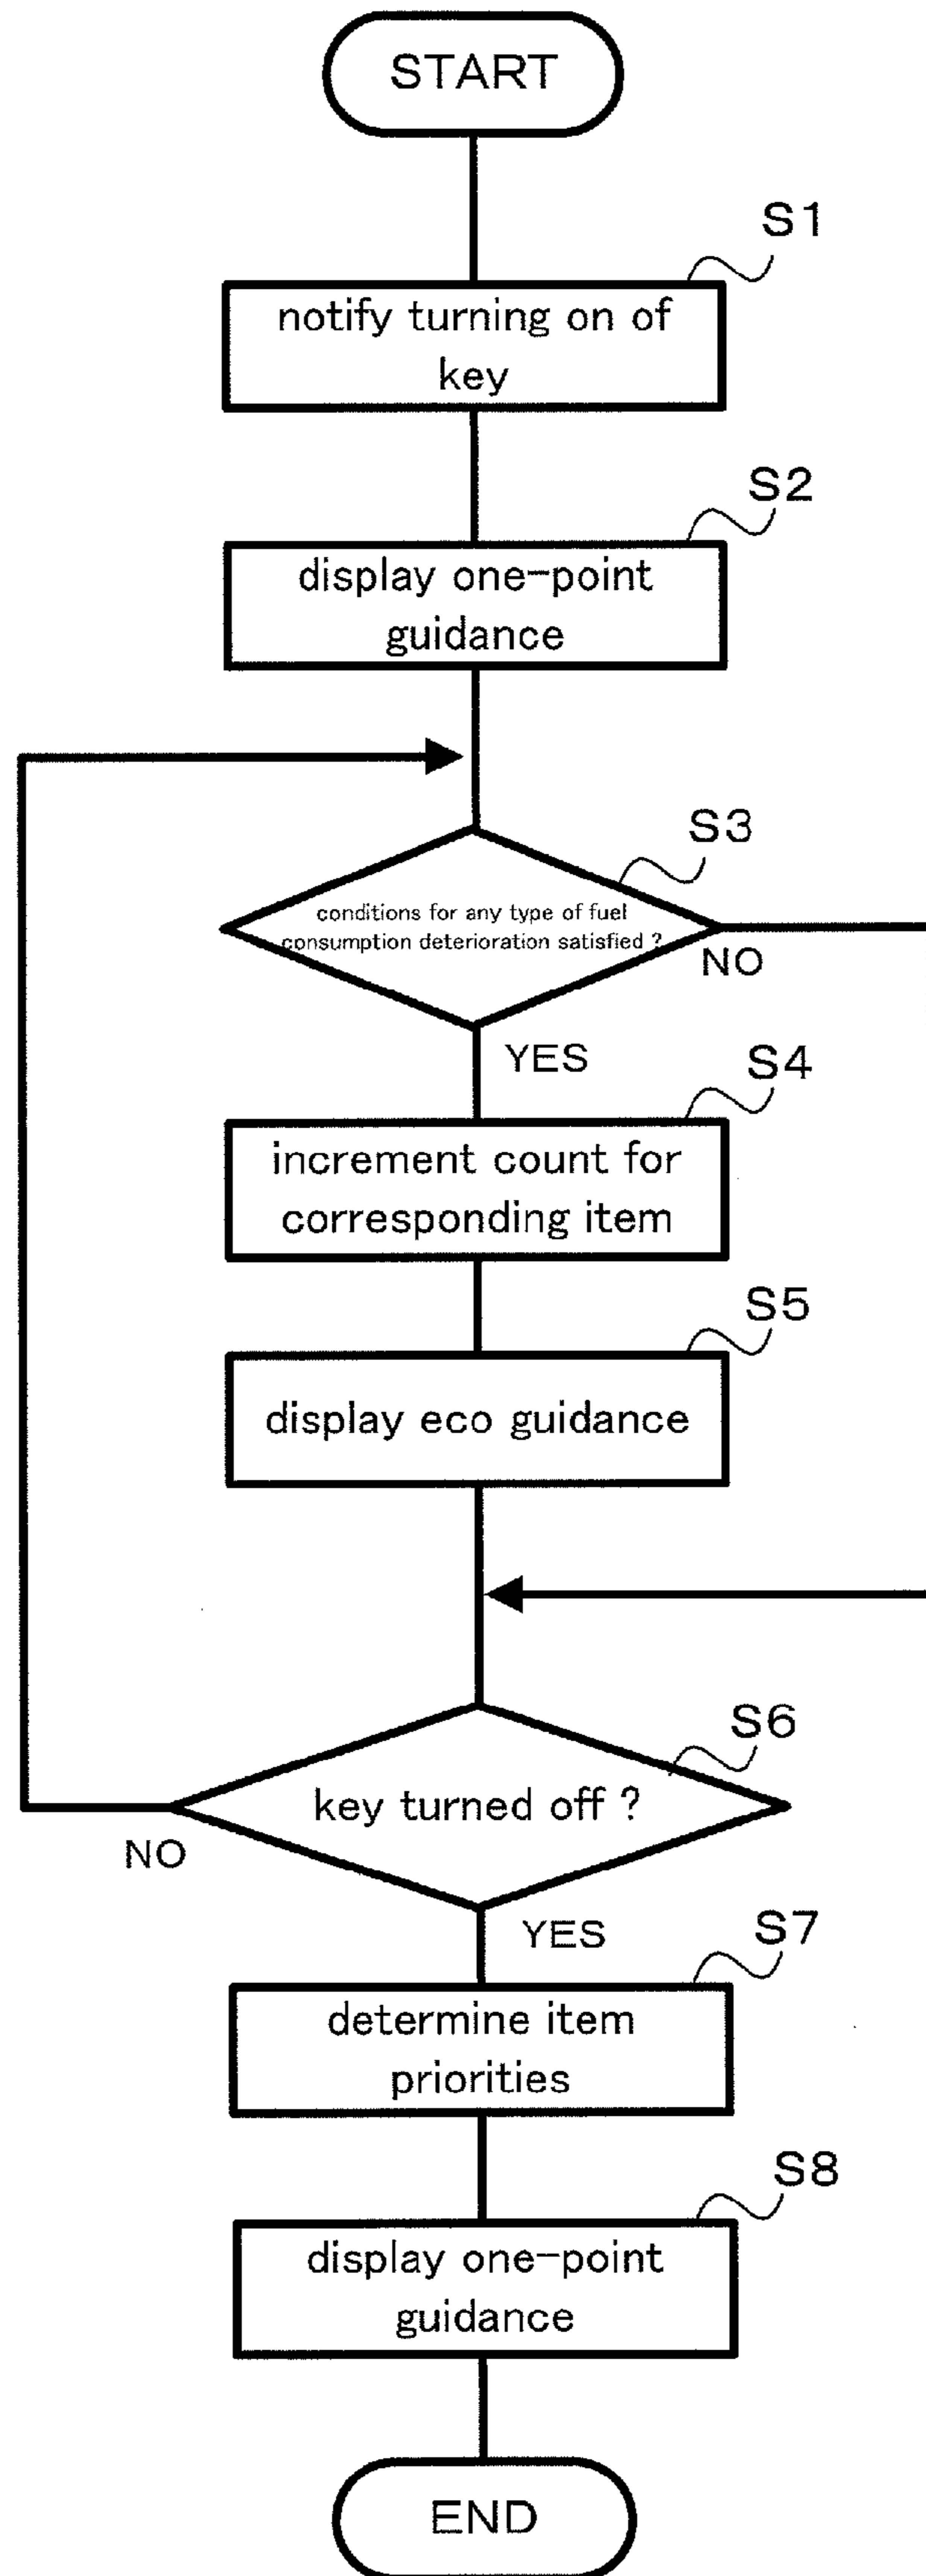 START
S1
notify turning on of
key
S2
display one-point
guidance
S3
conditions for any type of fuel
consumption deterioration satisfied ?
NO
YES
S4
increment count for
corresponding item
S5
display eco guidance
S6
key turned off ?
NO
YES
S7
determine item
priorities
S8
display one-point
guidance
END